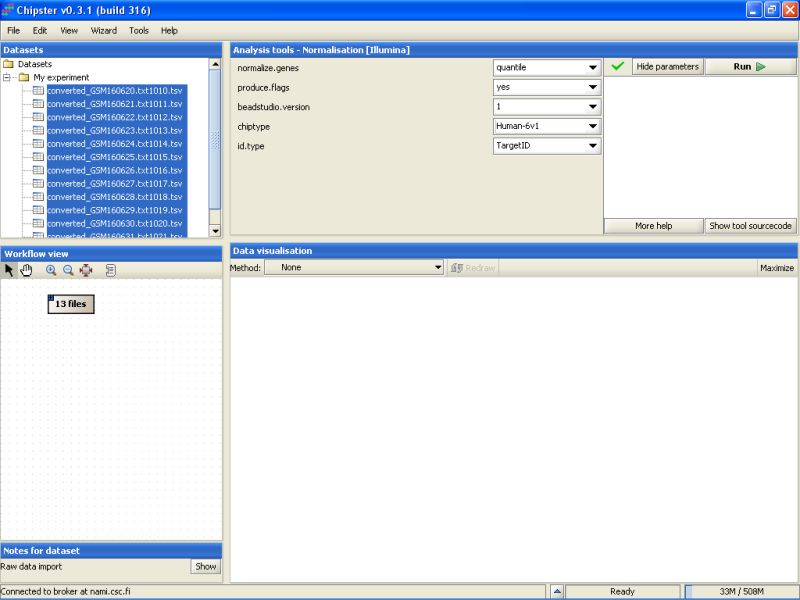 Chipster v0.3.1 (build 316)
File Edit View Wizard Tools Help
Datasets
Datasets
My experiment
converted_GSM160620.txt1010.tsv
converted_GSM160621.txt1011.tsv
converted_GSM160622.txt1012.tsv
converted_GSM160623.txt1013.tsv
converted_GSM160624.txt1014.tsv
converted_GSM160625.txt1015.tsv
converted_GSM160626.txt1016.tsv
converted_GSM160627.txt1017.tsv
converted_GSM160628.txt1018.tsv
converted_GSM160629.txt1019.tsv
converted_GSM160630.txt1020.tsv
converted_GSM160631.txt1021.tsv
Analysis tools - Normalisation [Illumina]
normalize.genes quantile
produce.flags yes
beadstudio.version 1
chiptype Human-6v1
id.type TargetID
Hide parameters Run
More help Show tool sourcecode
Workflow view
13 files
Data visualisation
Method: None Redraw Maximize
Notes for dataset
Raw data import Show
Connected to broker at nami.csc.fi Ready 33M / 508M